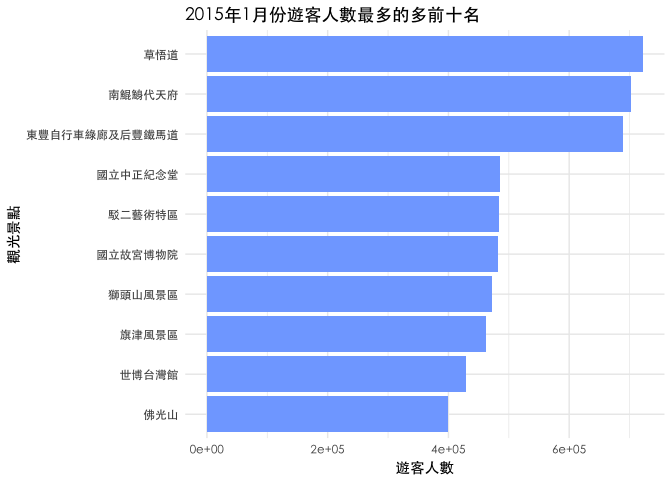 2015年1月份遊客人數最多的多前十名
草悟道
南鯤鯓代天府
東豐自行車綠廊及后豐鐵馬道
國立中正紀念堂
駁二藝術特區
國立故宮博物院
獅頭山風景區
旗津風景區
世博台灣館
佛光山
觀光景點
0e+00 2e+05 4e+05 6e+05
遊客人數